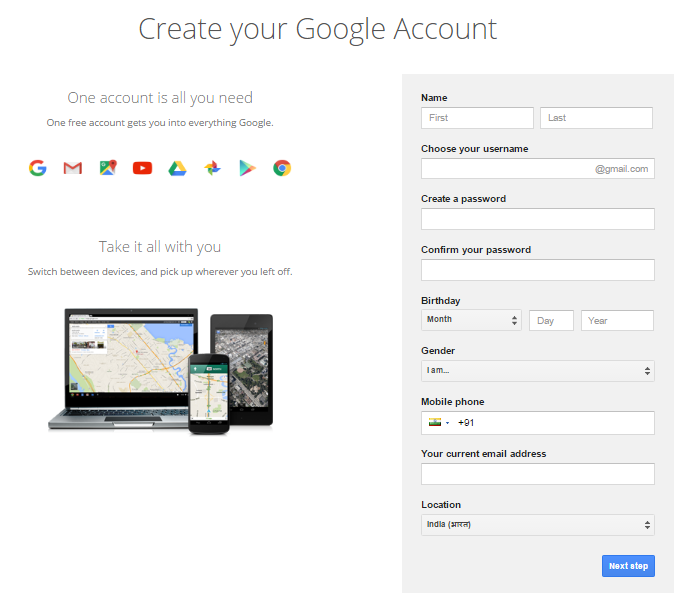 Create your Google Account
One account is all you need
One free account gets you into everything Google.
Take it all with you
Switch between devices, and pick up wherever you left off.
Name
First
Last
Choose your username
@gmail.com
Create a password
Confirm your password
Birthday
Month
Day
Year
Gender
I am...
Mobile phone
+91
Your current email address
Location
India (भारत)
Next step